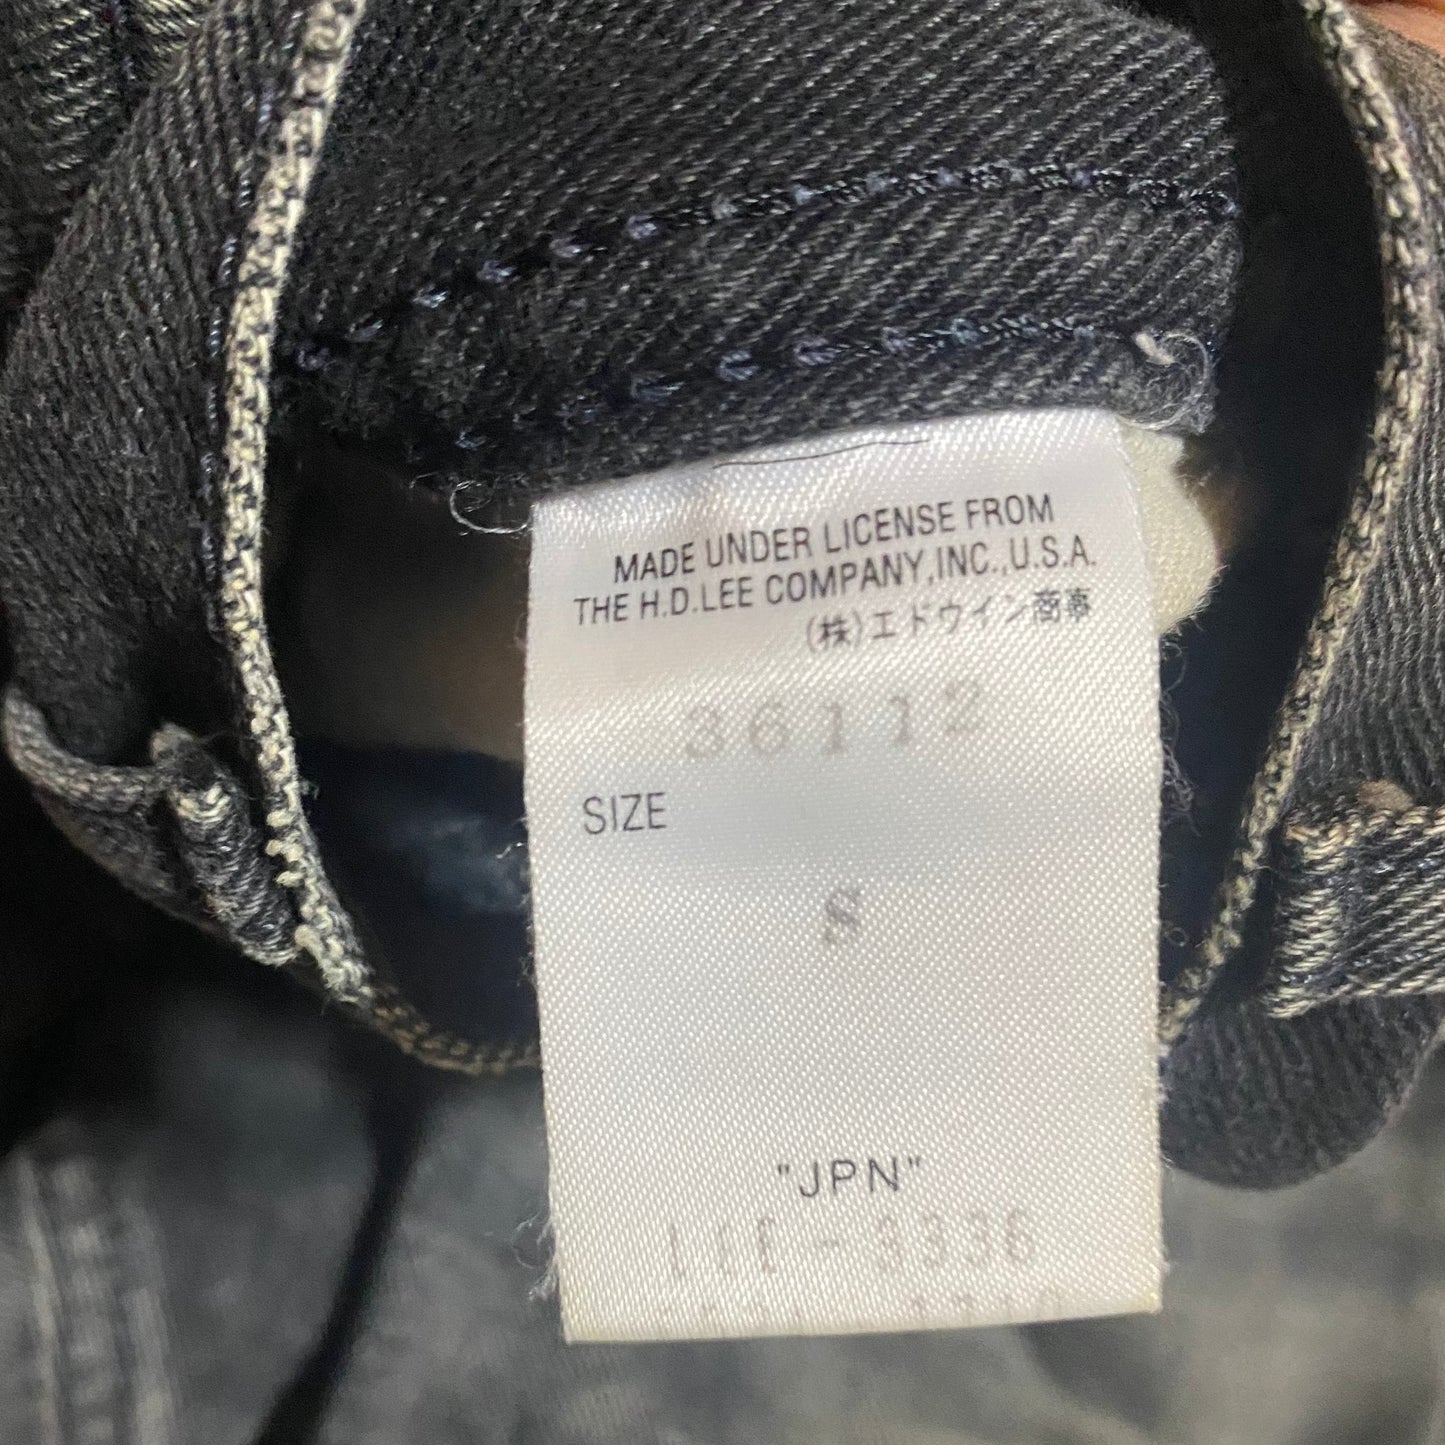 MADE UNDER LICENSE FROM
THE H.D.LEE COMPANY,INC.,U.S.A.
(株)エドウイン商事
36112
SIZE
S
"JPN"
LEE-3336